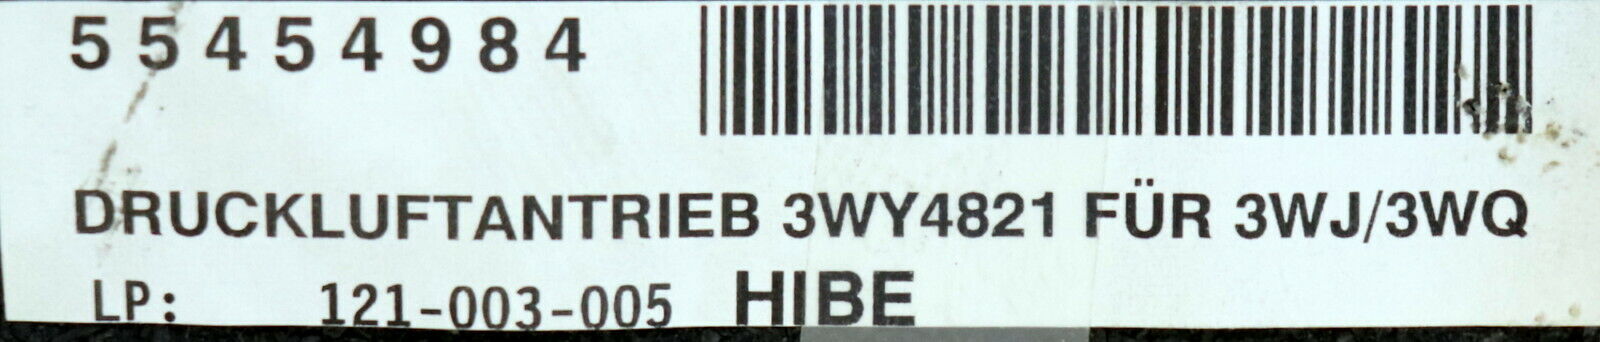 55454984
DRUCKLUFTANTRIEB 3WY4821 FÜR 3WJ/3WQ
LP: 121-003-005 HIBE